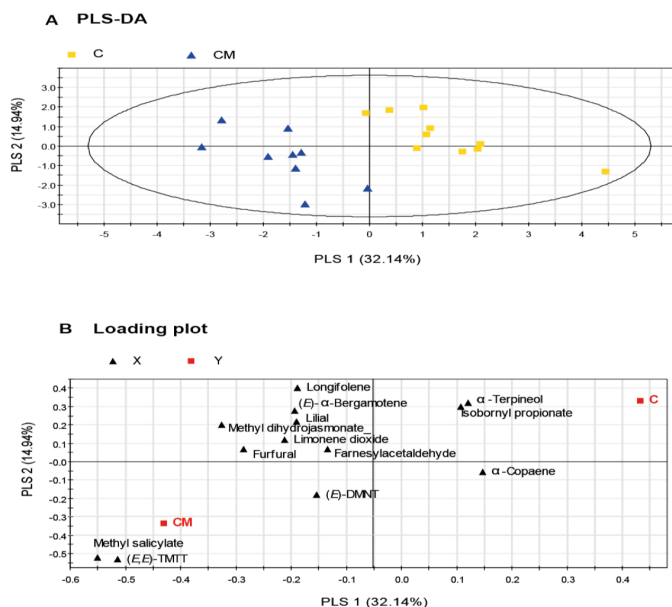 A PLS-DA
C CM
PLS 2 (14.94%)
3.0
2.0
1.0
0.0
-1.0
-2.0
-3.0
-5 -4 -3 -2 -1 0 1 2 3 4 5
PLS 1 (32.14%)
B Loading plot
X Y
PLS 2 (14.94%)
0.4
0.3
0.2
0.1
-0.0
-0.1
-0.2
-0.3
-0.4
-0.5
Longifolene
(E)-α-Bergamotene
Lilial
Methyl dihydrojasmonate_
Limonene dioxide
Furfural
Farnesylacetaldehyde
α-Terpineol
Isobornyl propionate
C
α-Copaene
(E)-DMNT
CM
Methyl salicylate
(E,E)-TMTT
-0.6 -0.5 -0.4 -0.3 -0.2 -0.1 0.0 0.1 0.2 0.3 0.4
PLS 1 (32.14%)